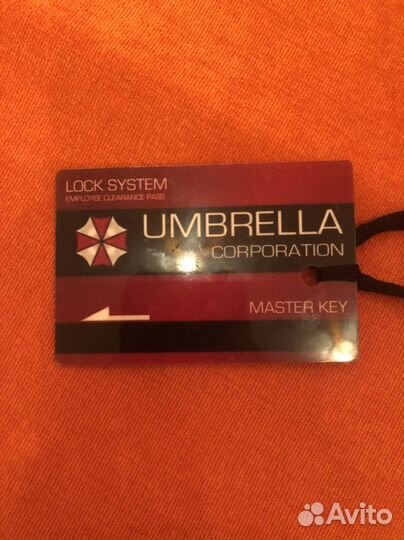 LOCK SYSTEM
EMPLOYEE CLEARANCE PASS
UMBRELLA
CORPORATION
MASTER KEY
Avito